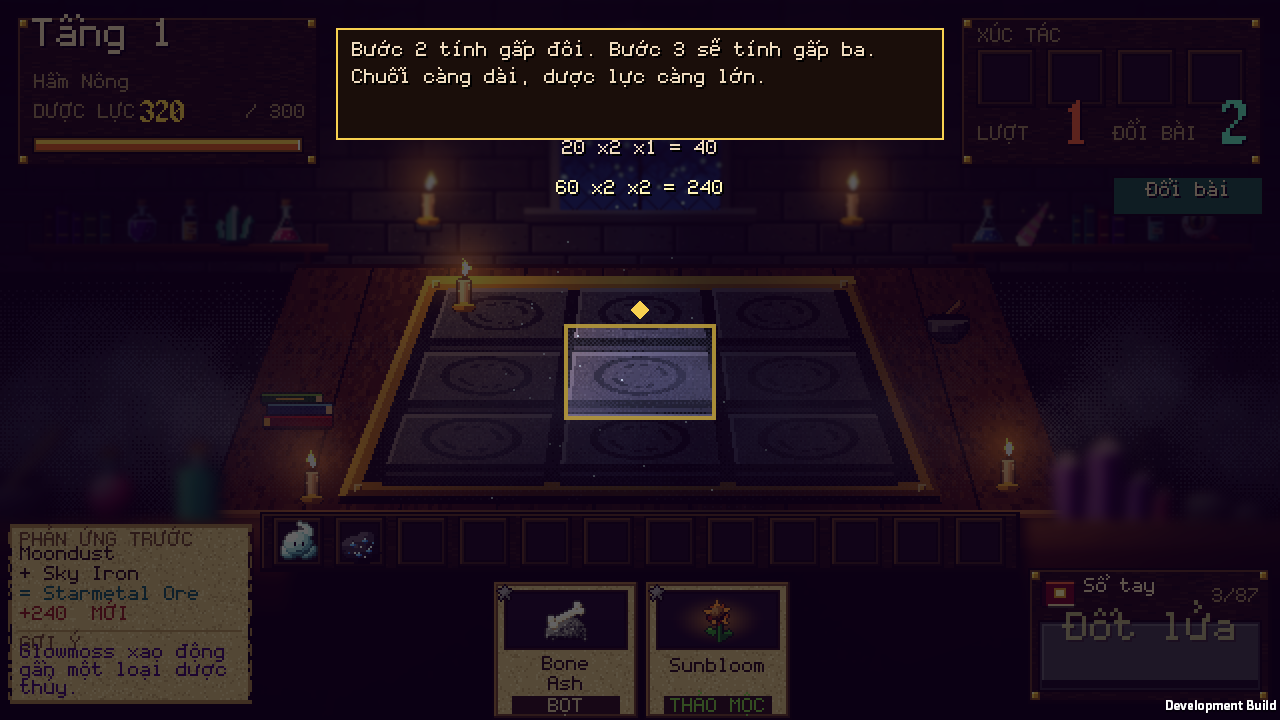 Tầng 1
Hầm Nông
DƯỢC LỰC 320 / 300
Bước 2 tính gấp đôi. Bước 3 sẽ tính gấp ba.
Chuỗi càng dài, dược lực càng lớn.
20 x2 x1 = 40
60 x2 x2 = 240
XÚC TÁC
LƯỢT 1 ĐỔI BÀI 2
Đổi bài
PHẢN ỨNG TRƯỚC
Moondust
+ Sky Iron
= Starmetal Ore
+240 MỚI
GỢI Ý
Glowmoss xao động
gần một loại dược
thủy.
Bone
Ash
BỘT
Sunbloom
THẢO MỘC
Sổ tay
3/87
Đốt lửa
Development Build